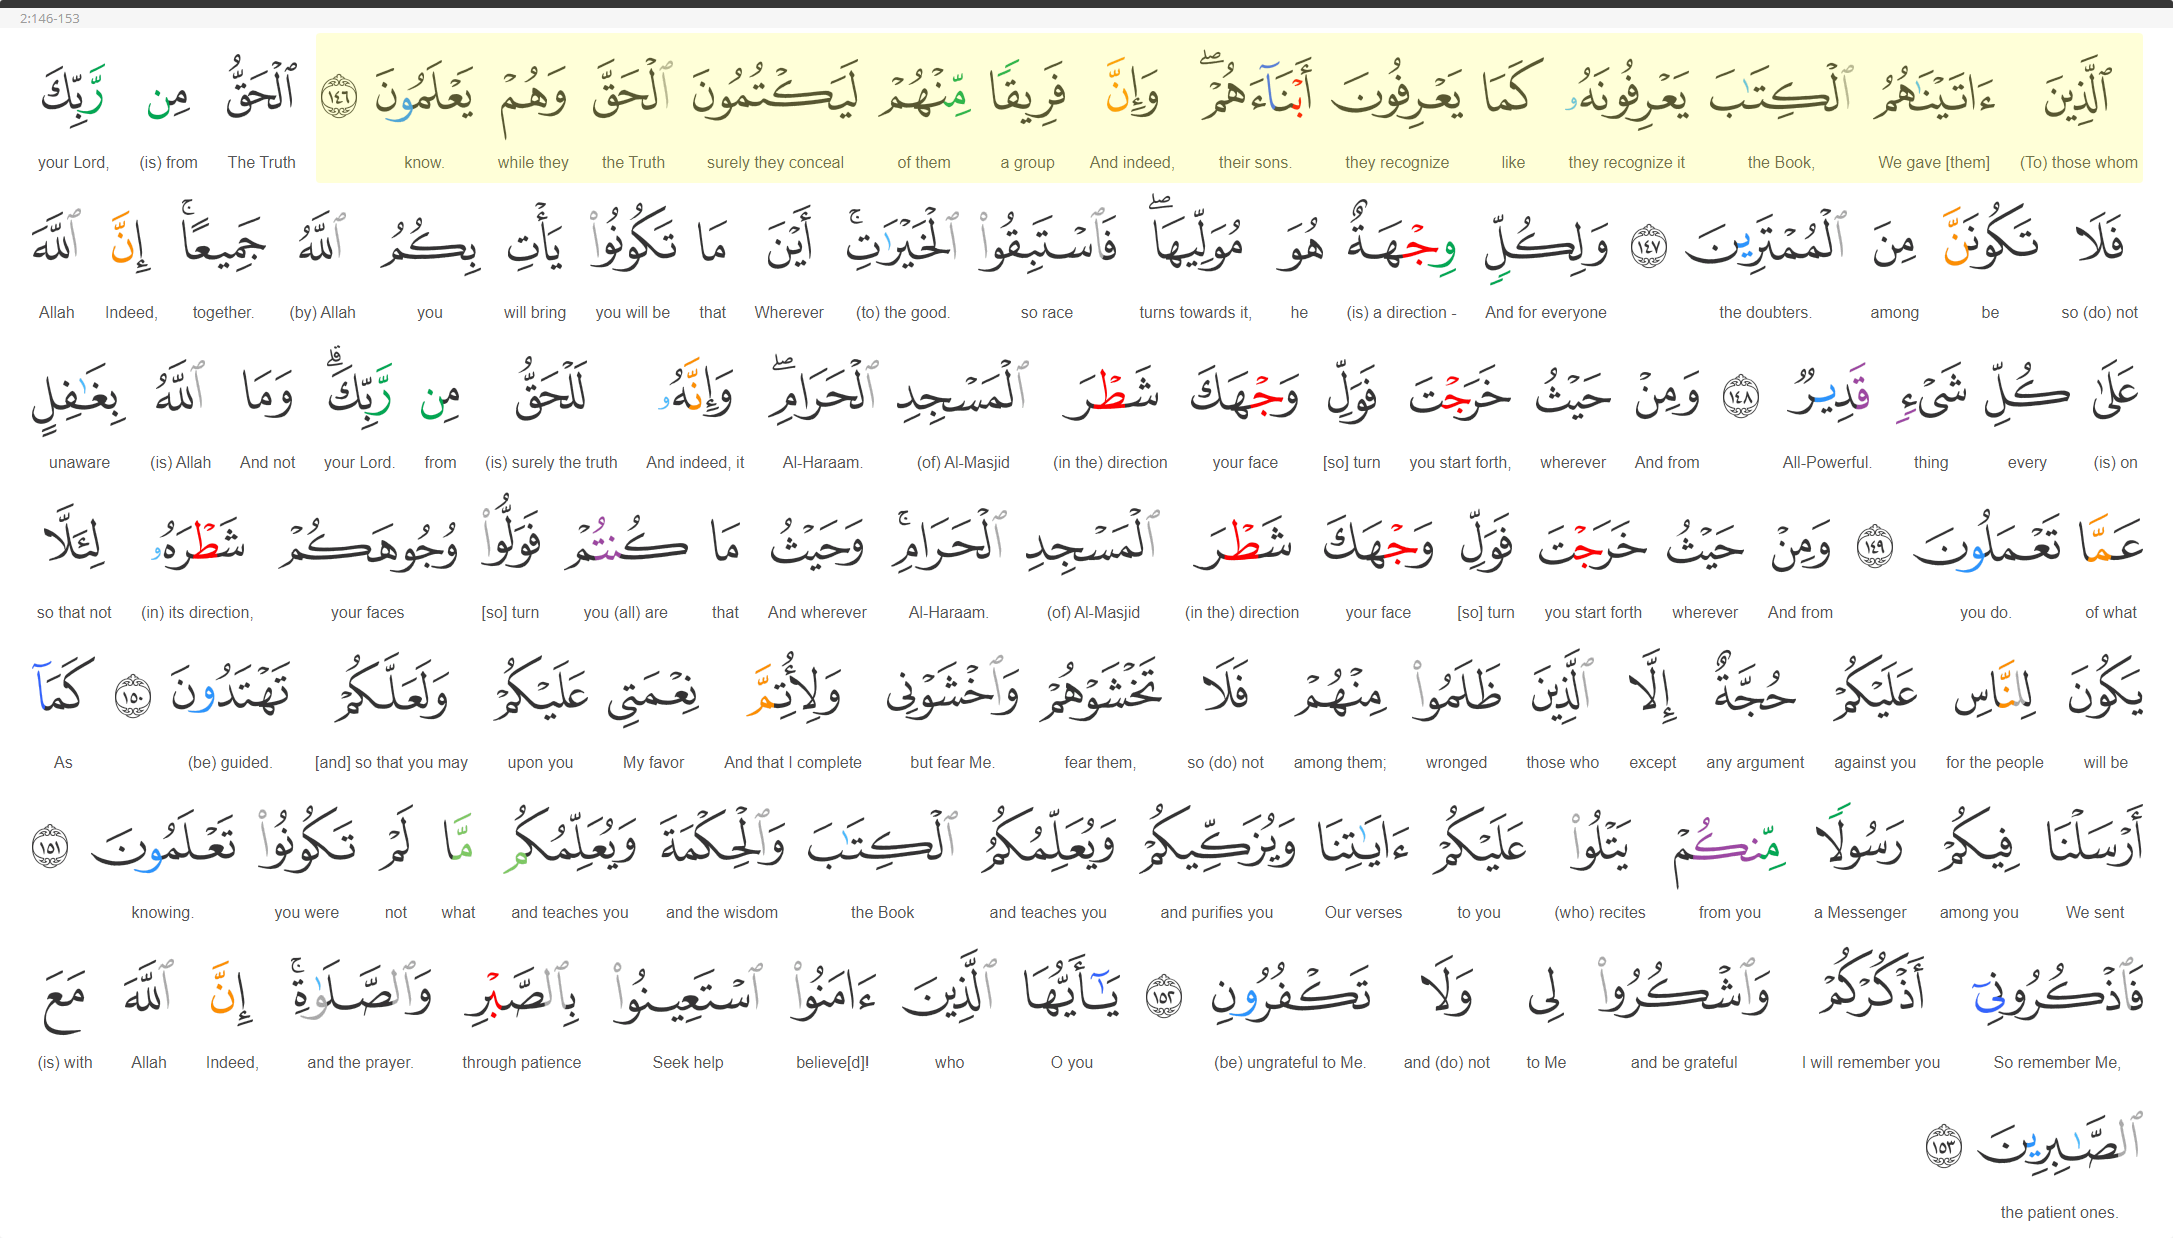 2:146-153
ٱلَّذِينَ ءَاتَيْنَٰهُمُ ٱلْكِتَٰبَ يَعْرِفُونَهُۥ كَمَا يَعْرِفُونَ أَبْنَآءَهُمْ ۖ وَإِنَّ فَرِيقًا مِّنْهُمْ لَيَكْتُمُونَ ٱلْحَقَّ وَهُمْ يَعْلَمُونَ ١٤٦ ٱلْحَقُّ مِن رَّبِّكَ
(To) those whom We gave [them] the Book, they recognize it like they recognize their sons. And indeed, a group of them surely they conceal the Truth while they know. The Truth (is) from your Lord,
فَلَا تَكُونَنَّ مِنَ ٱلْمُمْتَرِينَ ١٤٧ وَلِكُلٍّ وِجْهَةٌ هُوَ مُوَلِّيهَا ۖ فَٱسْتَبِقُوا۟ ٱلْخَيْرَٰتِ ۚ أَيْنَ مَا تَكُونُوا۟ يَأْتِ بِكُمُ ٱللَّهُ جَمِيعًا ۚ إِنَّ ٱللَّهَ
so (do) not be among the doubters. And for everyone (is) a direction - he turns towards it, so race (to) the good. Wherever that you will be will bring you (by) Allah together. Indeed, Allah
عَلَىٰ كُلِّ شَىْءٍ قَدِيرٌ ١٤٨ وَمِنْ حَيْثُ خَرَجْتَ فَوَلِّ وَجْهَكَ شَطْرَ ٱلْمَسْجِدِ ٱلْحَرَامِ ۖ وَإِنَّهُۥ لَلْحَقُّ مِن رَّبِّكَ ۗ وَمَا ٱللَّهُ بِغَٰفِلٍ
(is) on every thing All-Powerful. And from wherever you start forth, [so] turn your face (in the) direction (of) Al-Masjid Al-Haraam. And indeed, it (is) surely the truth from your Lord. And not (is) Allah unaware
عَمَّا تَعْمَلُونَ ١٤٩ وَمِنْ حَيْثُ خَرَجْتَ فَوَلِّ وَجْهَكَ شَطْرَ ٱلْمَسْجِدِ ٱلْحَرَامِ ۚ وَحَيْثُ مَا كُنتُمْ فَوَلُّوا۟ وُجُوهَكُمْ شَطْرَهُۥ لِئَلَّا
of what you do. And from wherever you start forth [so] turn your face (in the) direction (of) Al-Masjid Al-Haraam. And wherever that you (all) are [so] turn your faces (in) its direction, so that not
يَكُونَ لِلنَّاسِ عَلَيْكُمْ حُجَّةٌ إِلَّا ٱلَّذِينَ ظَلَمُوا۟ مِنْهُمْ فَلَا تَخْشَوْهُمْ وَٱخْشَوْنِى وَلِأُتِمَّ نِعْمَتِى عَلَيْكُمْ وَلَعَلَّكُمْ تَهْتَدُونَ ١٥٠ كَمَآ
will be for the people against you any argument except those who wronged among them; so (do) not fear them, but fear Me. And that I complete My favor upon you [and] so that you may (be) guided. As
أَرْسَلْنَا فِيكُمْ رَسُولًا مِّنكُمْ يَتْلُوا۟ عَلَيْكُمْ ءَايَٰتِنَا وَيُزَكِّيكُمْ وَيُعَلِّمُكُمُ ٱلْكِتَٰبَ وَٱلْحِكْمَةَ وَيُعَلِّمُكُم مَّا لَمْ تَكُونُوا۟ تَعْلَمُونَ ١٥١
We sent among you a Messenger from you (who) recites to you Our verses and purifies you and teaches you the Book and the wisdom and teaches you what not you were knowing.
فَٱذْكُرُونِىٓ أَذْكُرْكُمْ وَٱشْكُرُوا۟ لِى وَلَا تَكْفُرُونِ ١٥٢ يَٰٓأَيُّهَا ٱلَّذِينَ ءَامَنُوا۟ ٱسْتَعِينُوا۟ بِٱلصَّبْرِ وَٱلصَّلَوٰةِ ۚ إِنَّ ٱللَّهَ مَعَ
So remember Me, I will remember you and be grateful to Me and (do) not (be) ungrateful to Me. O you who believe[d]! Seek help through patience and the prayer. Indeed, Allah (is) with
ٱلصَّٰبِرِينَ ١٥٣
the patient ones.